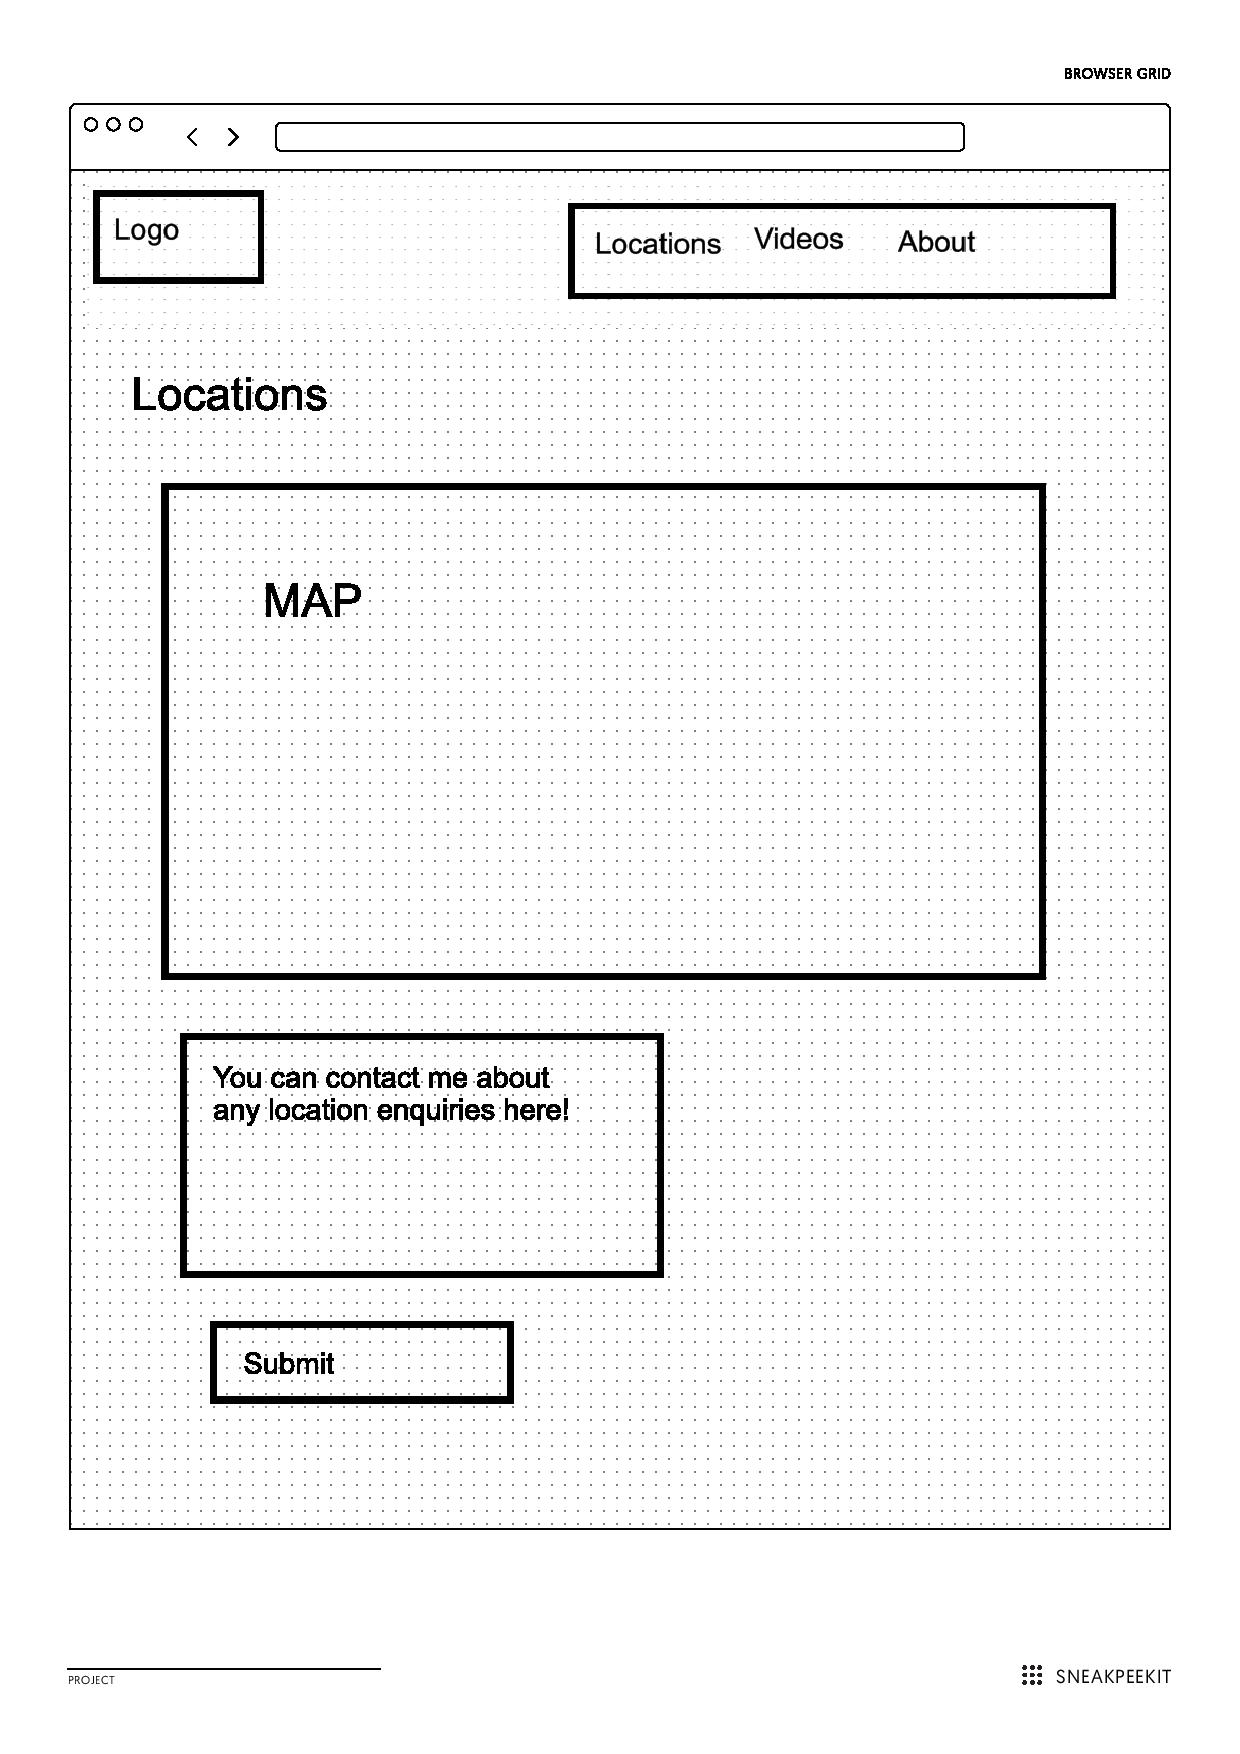 BROWSER GRID
Logo
Locations Videos About
Locations
MAP
You can contact me about
any location enquiries here!
Submit
PROJECT
SNEAKPEEKIT